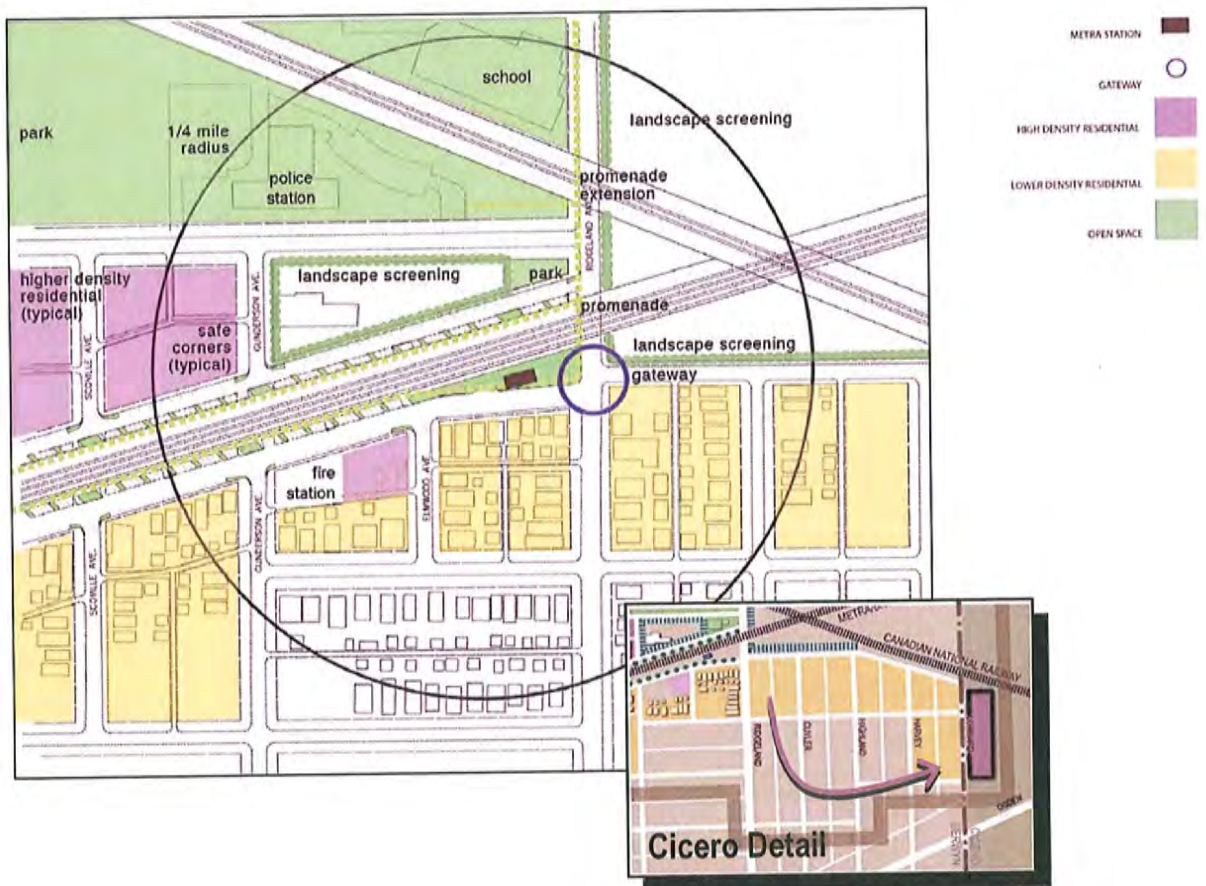 park
1/4 mile
radius
school
police
station
landscape screening
promenade
extension
RIDGELAND AVE.
higher density
residential
(typical)
landscape screening
park
SCOVILLE AVE.
GUNDERSON AVE.
safe
corners
(typical)
promenade
landscape screening
gateway
fire
station
ELMWOOD AVE.
SCOVILLE AVE.
GUNDERSON AVE.
METRA STATION
GATEWAY
HIGH DENSITY RESIDENTIAL
LOWER DENSITY RESIDENTIAL
OPEN SPACE
CANADIAN NATIONAL RAILWAY
RIDGELAND
CUYLER
HIGHLAND
HARVEY
OGDEN
BERWYN
Cicero Detail